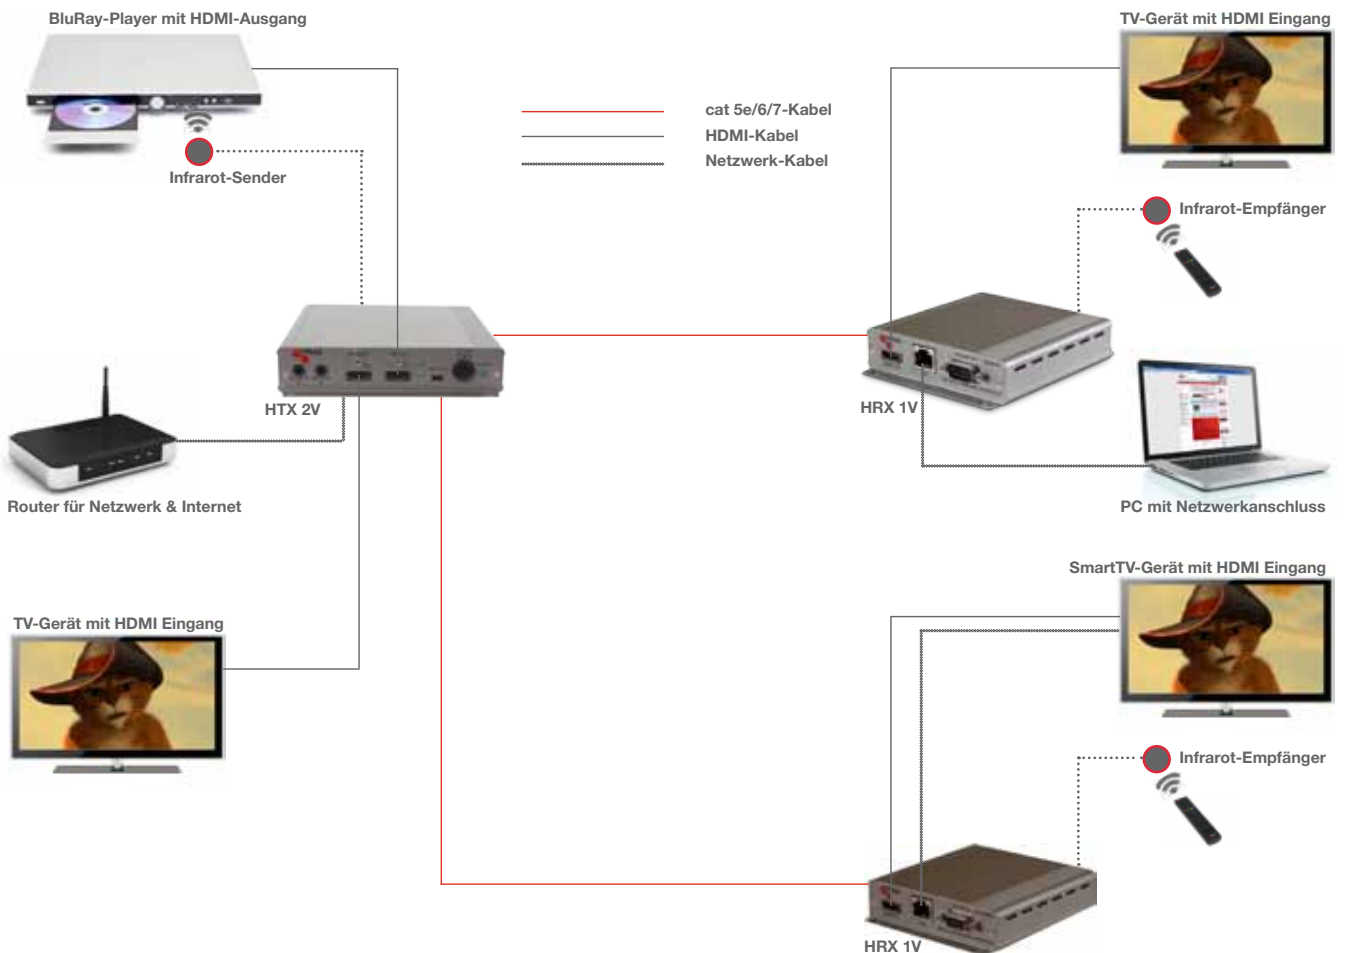 BluRay-Player mit HDMI-Ausgang
TV-Gerät mit HDMI Eingang
cat 5e/6/7-Kabel
HDMI-Kabel
Netzwerk-Kabel
Infrarot-Sender
Infrarot-Empfänger
HTX 2V
HRX 1V
Router für Netzwerk & Internet
PC mit Netzwerkanschluss
SmartTV-Gerät mit HDMI Eingang
TV-Gerät mit HDMI Eingang
Infrarot-Empfänger
HRX 1V